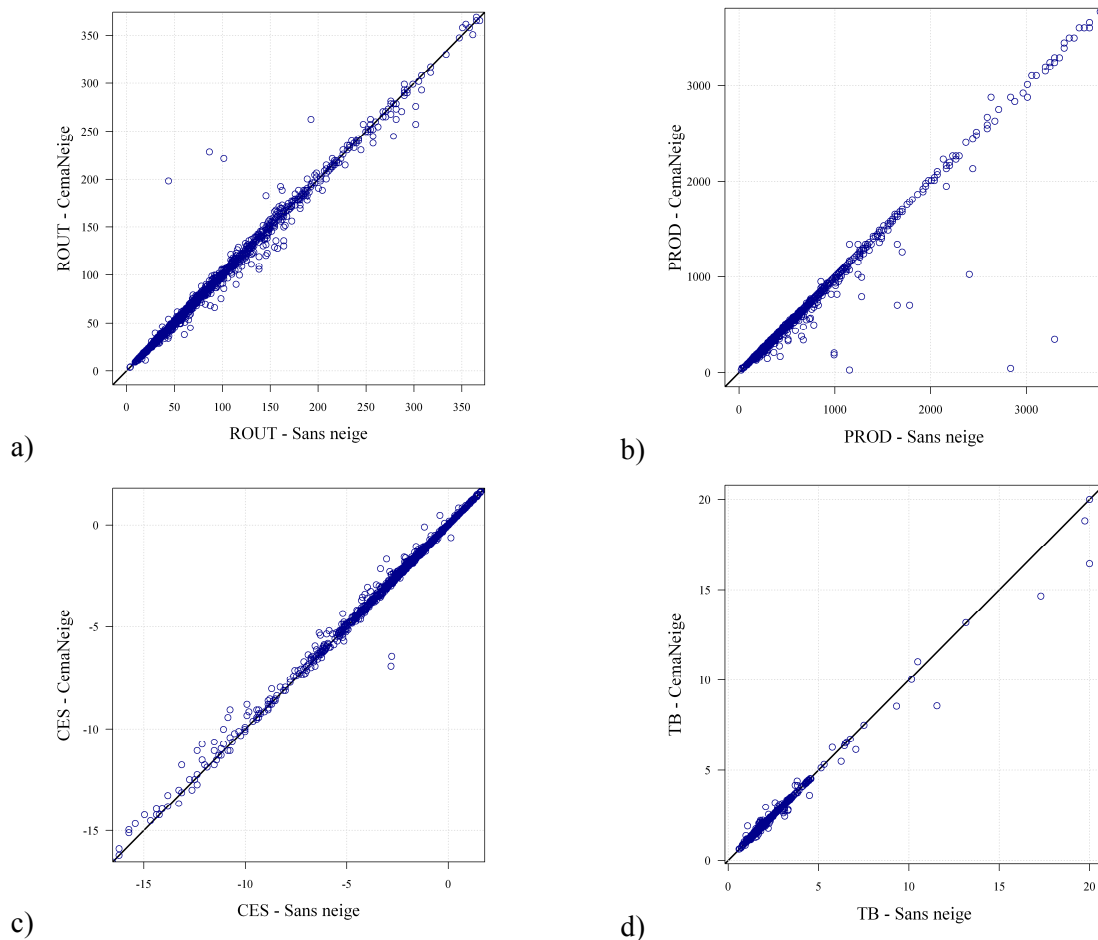 350
300
250
200
150
100
50
0
ROUT - CemaNeige
0 50 100 150 200 250 300 350
ROUT - Sans neige
a)
3000
2000
1000
0
PROD - CemaNeige
0 1000 2000 3000
PROD - Sans neige
b)
0
-5
-10
-15
CES - CemaNeige
-15 -10 -5 0
CES - Sans neige
c)
20
15
10
5
0
TB - CemaNeige
0 5 10 15 20
TB - Sans neige
d)